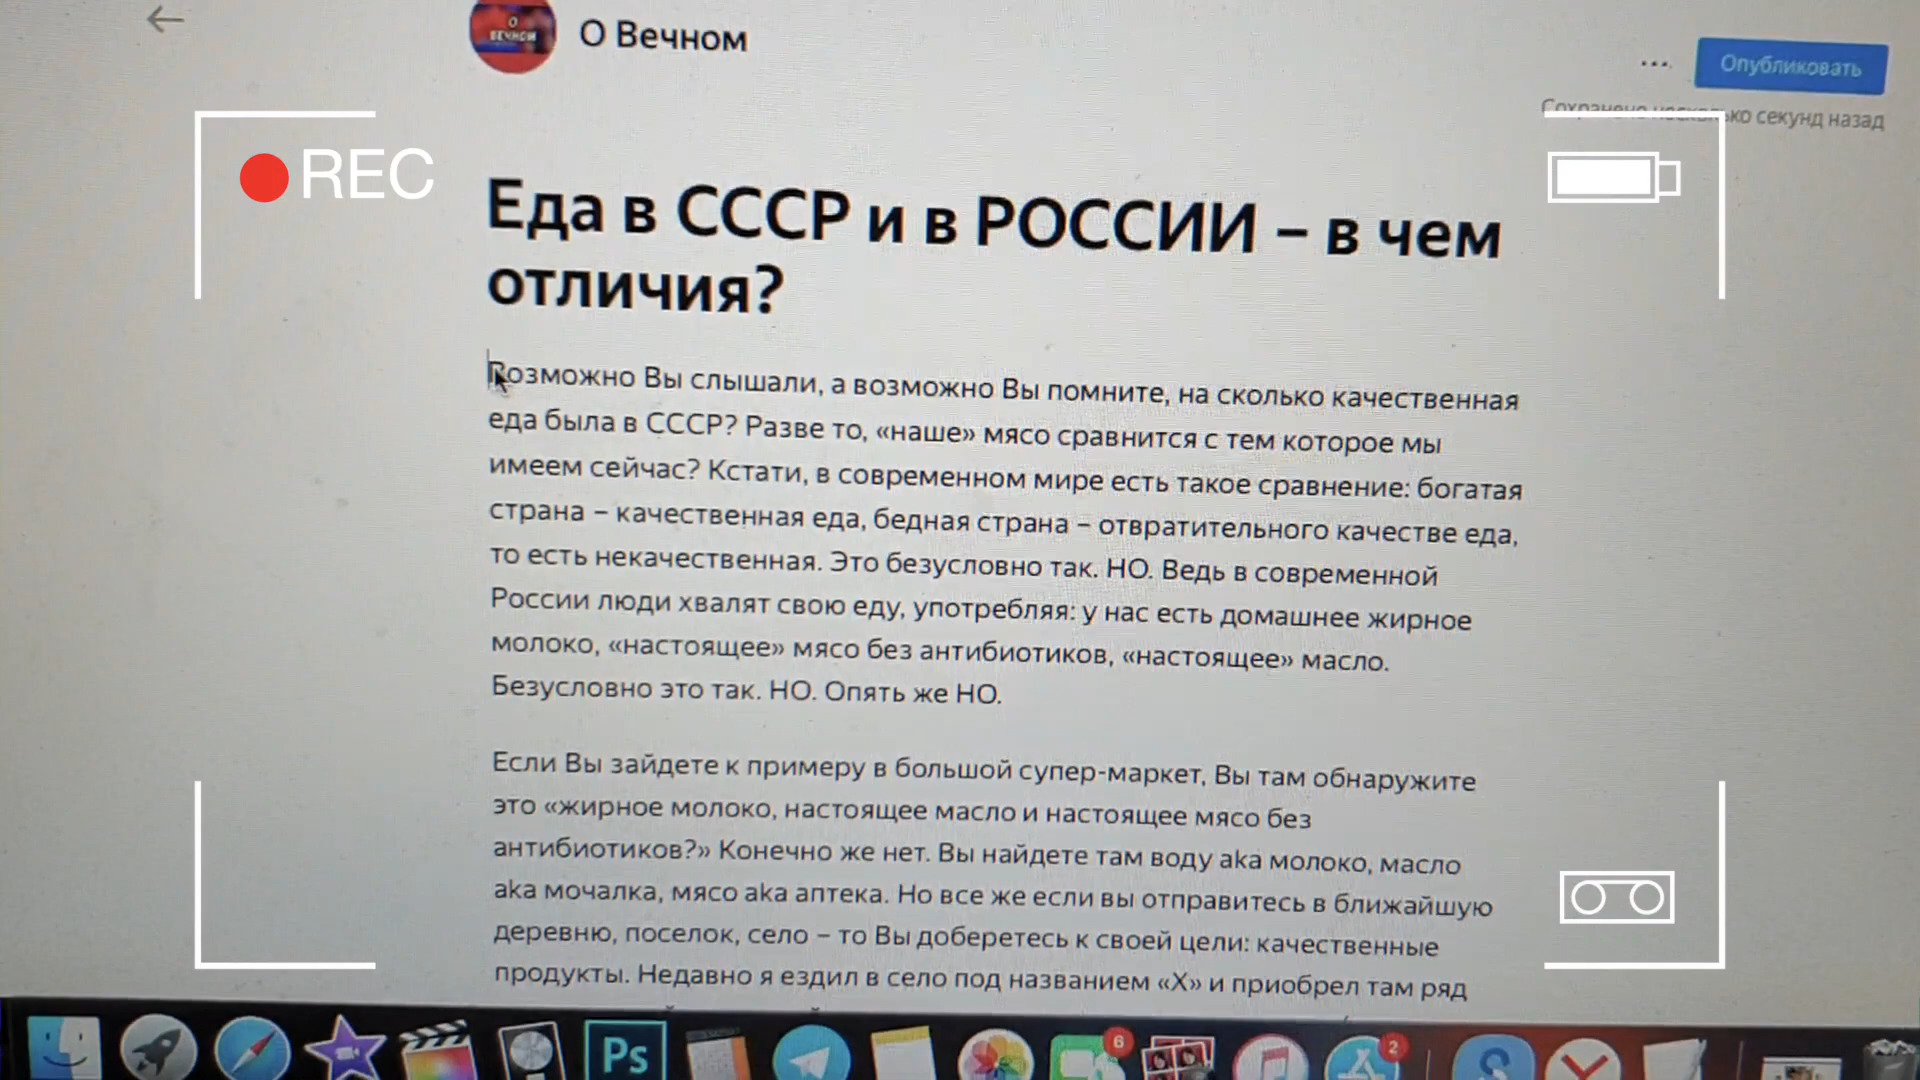 О ВЕЧНОМ
О Вечном
Опубликовать
Сохранено несколько секунд назад
REC
Еда в СССР и в РОССИИ – в чем
отличия?
Возможно Вы слышали, а возможно Вы помните, на сколько качественная
еда была в СССР? Разве то, «наше» мясо сравнится с тем которое мы
имеем сейчас? Кстати, в современном мире есть такое сравнение: богатая
страна – качественная еда, бедная страна – отвратительного качестве еда,
то есть некачественная. Это безусловно так. НО. Ведь в современной
России люди хвалят свою еду, употребляя: у нас есть домашнее жирное
молоко, «настоящее» мясо без антибиотиков, «настоящее» масло.
Безусловно это так. НО. Опять же НО.
Если Вы зайдете к примеру в большой супер-маркет, Вы там обнаружите
это «жирное молоко, настоящее масло и настоящее мясо без
антибиотиков?» Конечно же нет. Вы найдете там воду aka молоко, масло
aka мочалка, мясо aka аптека. Но все же если вы отправитесь в ближайшую
деревню, поселок, село – то Вы доберетесь к своей цели: качественные
продукты. Недавно я ездил в село под названием «Х» и приобрел там ряд
Ps
6
2
S